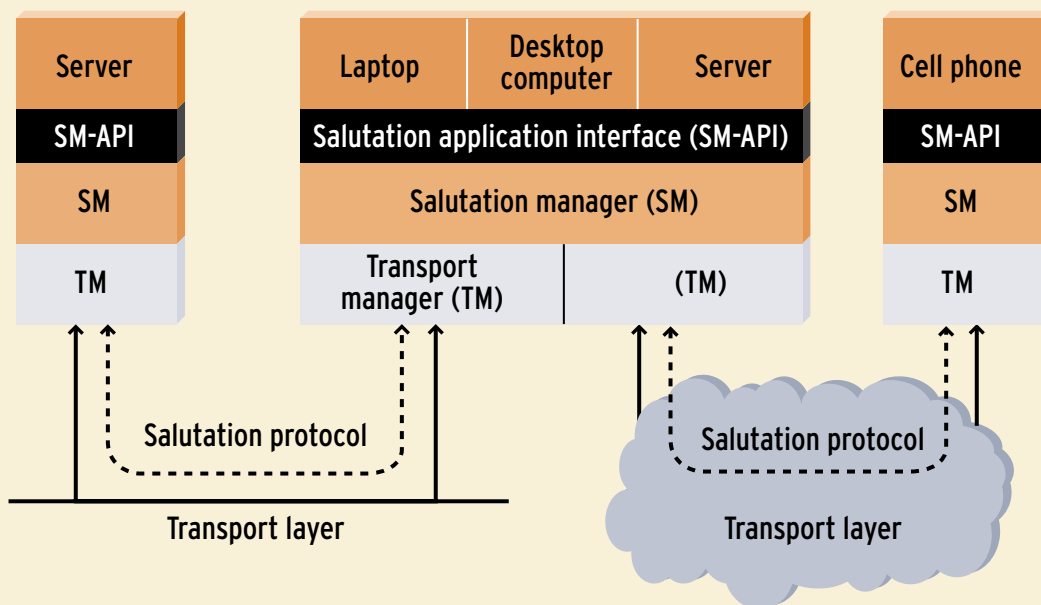 Server
SM-API
SM
TM
Laptop
Desktop
computer
Server
Salutation application interface (SM-API)
Salutation manager (SM)
Transport
manager (TM)
(TM)
Cell phone
SM-API
SM
TM
Salutation protocol
Transport layer
Salutation protocol
Transport layer